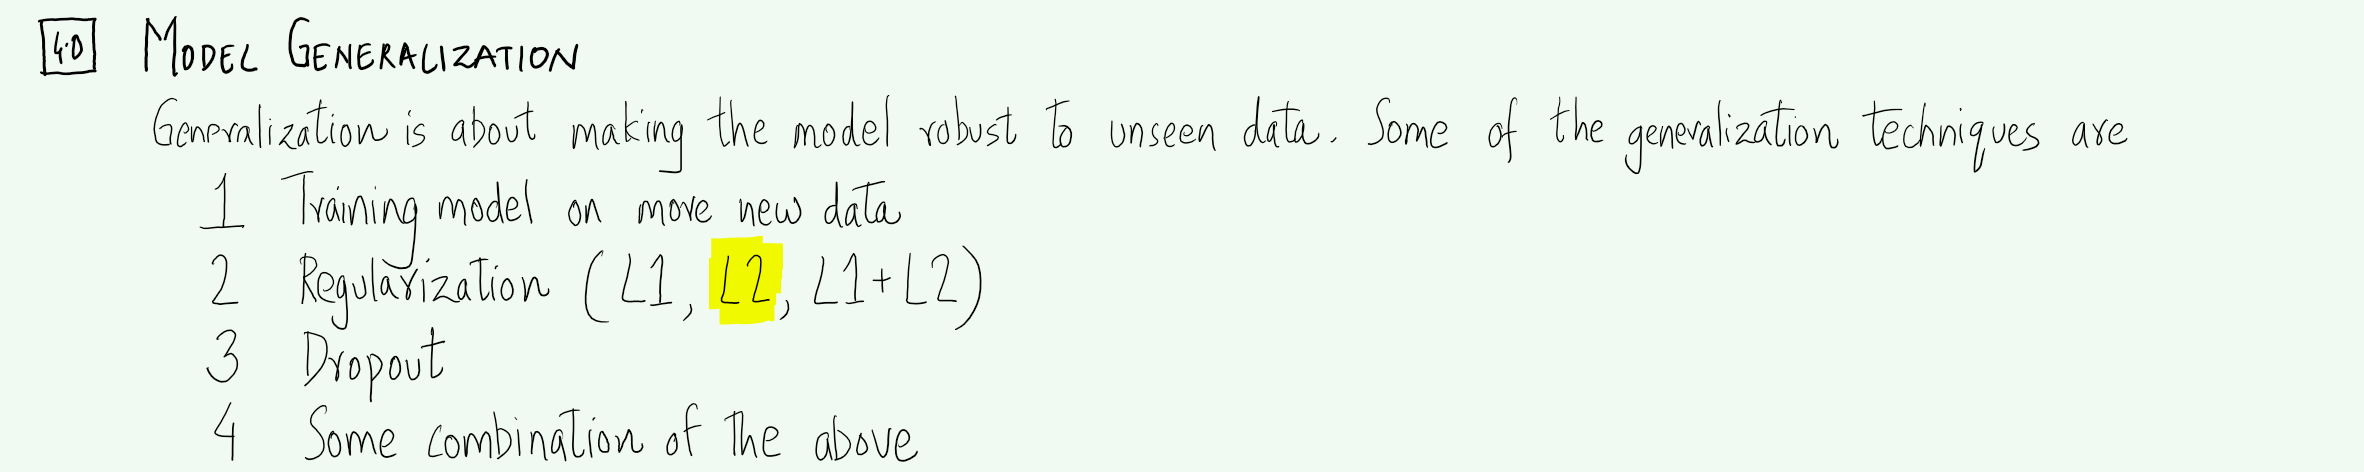 4.0 MODEL GENERALIZATION
Generalization is about making the model robust to unseen data. Some of the generalization techniques are
1 Training model on more new data
2 Regularization (L1, L2, L1+L2)
3 Dropout
4 Some combination of the above